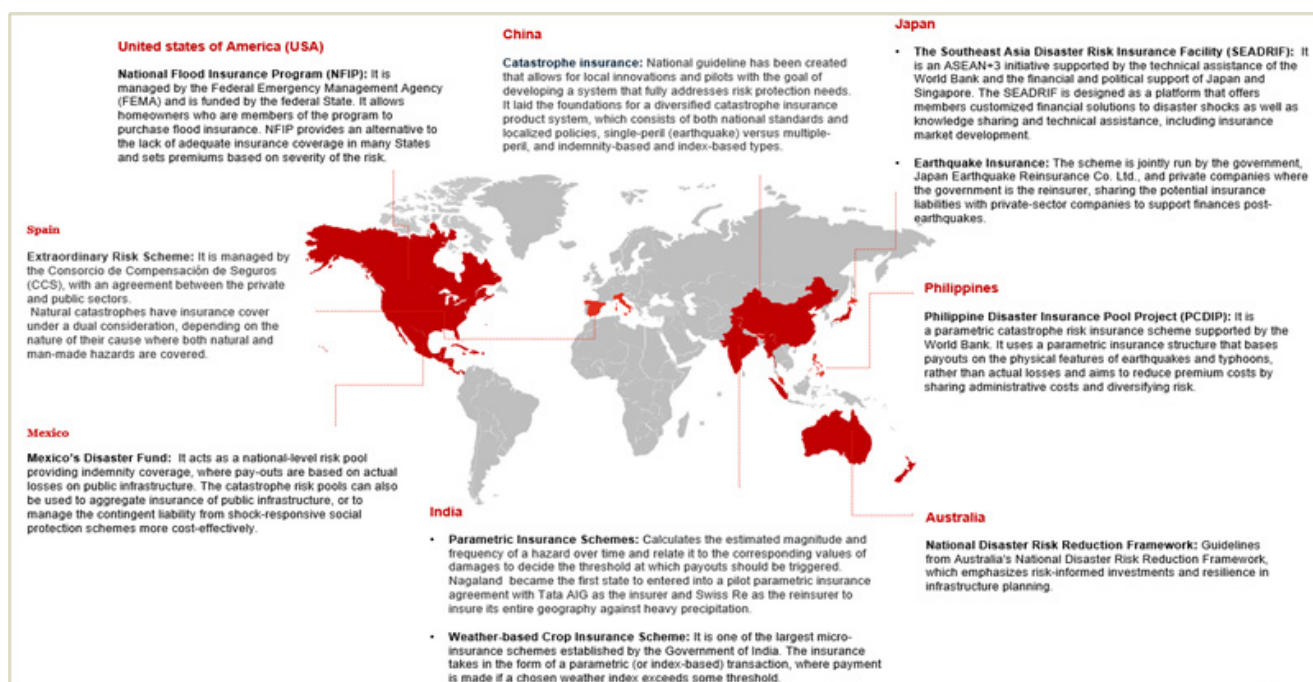 United states of America (USA)
National Flood Insurance Program (NFIP): It is
managed by the Federal Emergency Management Agency
(FEMA) and is funded by the federal State. It allows
homeowners who are members of the program to
purchase flood insurance. NFIP provides an alternative to
the lack of adequate insurance coverage in many States
and sets premiums based on severity of the risk.
China
Catastrophe insurance: National guideline has been created
that allows for local innovations and pilots with the goal of
developing a system that fully addresses risk protection needs.
It laid the foundations for a diversified catastrophe insurance
product system, which consists of both national standards and
localized policies, single-peril (earthquake) versus multiple-
peril, and indemnity-based and index-based types.
Japan
• The Southeast Asia Disaster Risk Insurance Facility (SEADRIF): It
is an ASEAN+3 initiative supported by the technical assistance of the
World Bank and the financial and political support of Japan and
Singapore. The SEADRIF is designed as a platform that offers
members customized financial solutions to disaster shocks as well as
knowledge sharing and technical assistance, including insurance
market development.
• Earthquake Insurance: The scheme is jointly run by the government,
Japan Earthquake Reinsurance Co. Ltd., and private companies where
the government is the reinsurer, sharing the potential insurance
liabilities with private-sector companies to support finances post-
earthquakes.
Spain
Extraordinary Risk Scheme: It is managed by
the Consorcio de Compensación de Seguros
(CCS), with an agreement between the private
and public sectors.
Natural catastrophes have insurance cover
under a dual consideration, depending on the
nature of their cause where both natural and
man-made hazards are covered.
Philippines
Philippine Disaster Insurance Pool Project (PCDIP): It is
a parametric catastrophe risk insurance scheme supported by the
World Bank. It uses a parametric insurance structure that bases
payouts on the physical features of earthquakes and typhoons,
rather than actual losses and aims to reduce premium costs by
sharing administrative costs and diversifying risk.
Mexico
Mexico's Disaster Fund: It acts as a national-level risk pool
providing indemnity coverage, where pay-outs are based on actual
losses on public infrastructure. The catastrophe risk pools can also
be used to aggregate insurance of public infrastructure, or to
manage the contingent liability from shock-responsive social
protection schemes more cost-effectively.
India
• Parametric Insurance Schemes: Calculates the estimated magnitude and
frequency of a hazard over time and relate it to the corresponding values of
damages to decide the threshold at which payouts should be triggered.
Nagaland became the first state to entered into a pilot parametric insurance
agreement with Tata AIG as the insurer and Swiss Re as the reinsurer to
insure its entire geography against heavy precipitation.
• Weather-based Crop Insurance Scheme: It is one of the largest micro-
insurance schemes established by the Government of India. The insurance
takes in the form of a parametric (or index-based) transaction, where payment
is made if a chosen weather index exceeds some threshold.
Australia
National Disaster Risk Reduction Framework: Guidelines
from Australia's National Disaster Risk Reduction Framework,
which emphasizes risk-informed investments and resilience in
infrastructure planning.